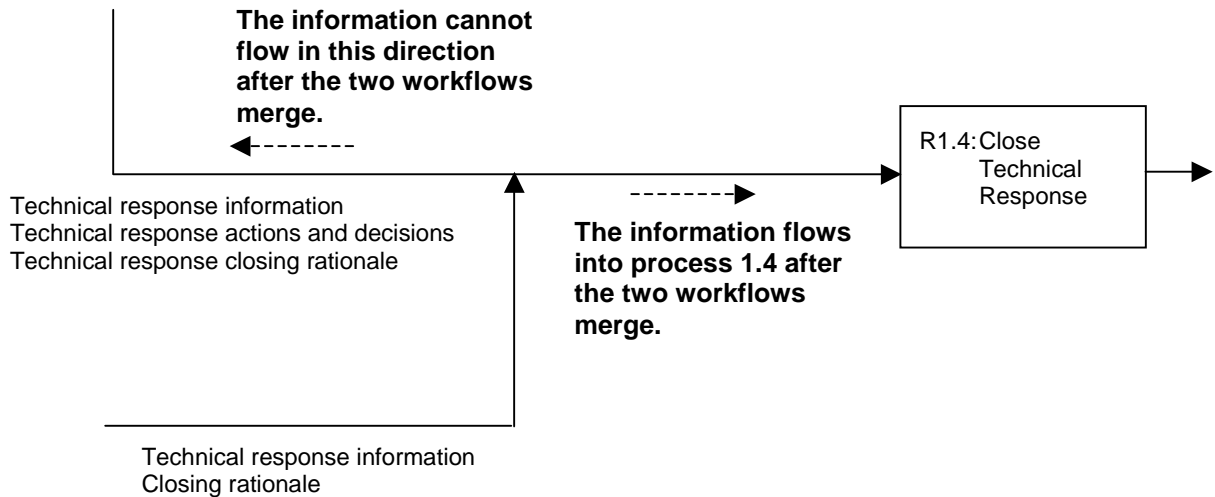 The information cannot
flow in this direction
after the two workflows
merge.
R1.4: Close
Technical
Response
Technical response information
Technical response actions and decisions
Technical response closing rationale
The information flows
into process 1.4 after
the two workflows
merge.
Technical response information
Closing rationale